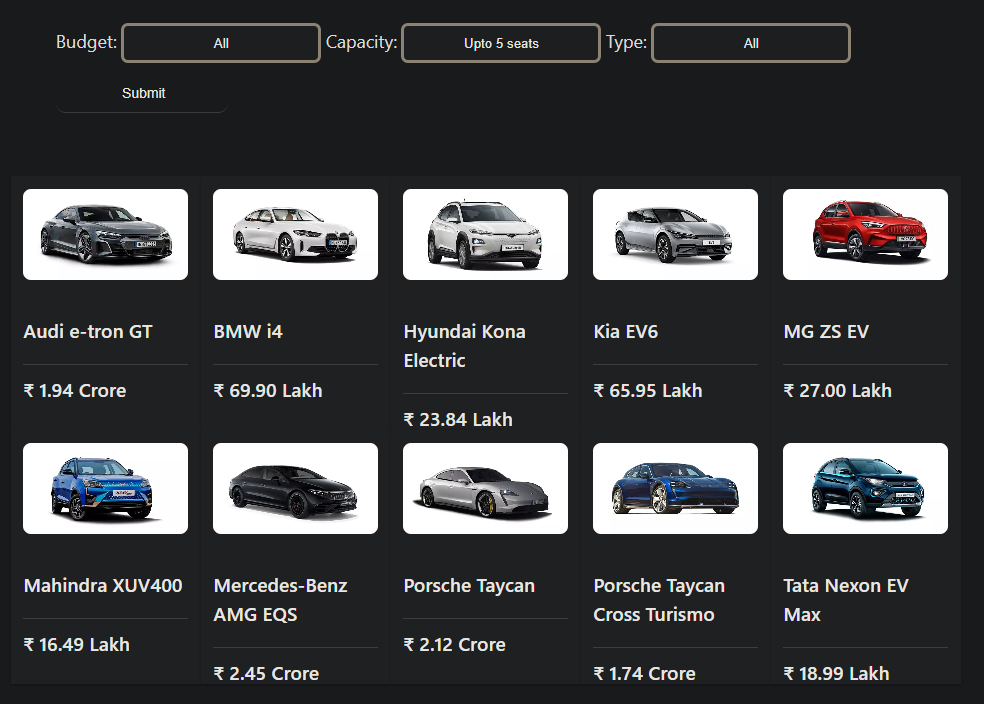 Budget: All Capacity: Upto 5 seats Type: All
Submit
Audi e-tron GT
BMW i4
Hyundai Kona
Electric
Kia EV6
MG ZS EV
₹ 1.94 Crore
₹ 69.90 Lakh
₹ 23.84 Lakh
₹ 65.95 Lakh
₹ 27.00 Lakh
Mahindra XUV400
Mercedes-Benz
AMG EQS
Porsche Taycan
Porsche Taycan
Cross Turismo
Tata Nexon EV
Max
₹ 16.49 Lakh
₹ 2.45 Crore
₹ 2.12 Crore
₹ 1.74 Crore
₹ 18.99 Lakh